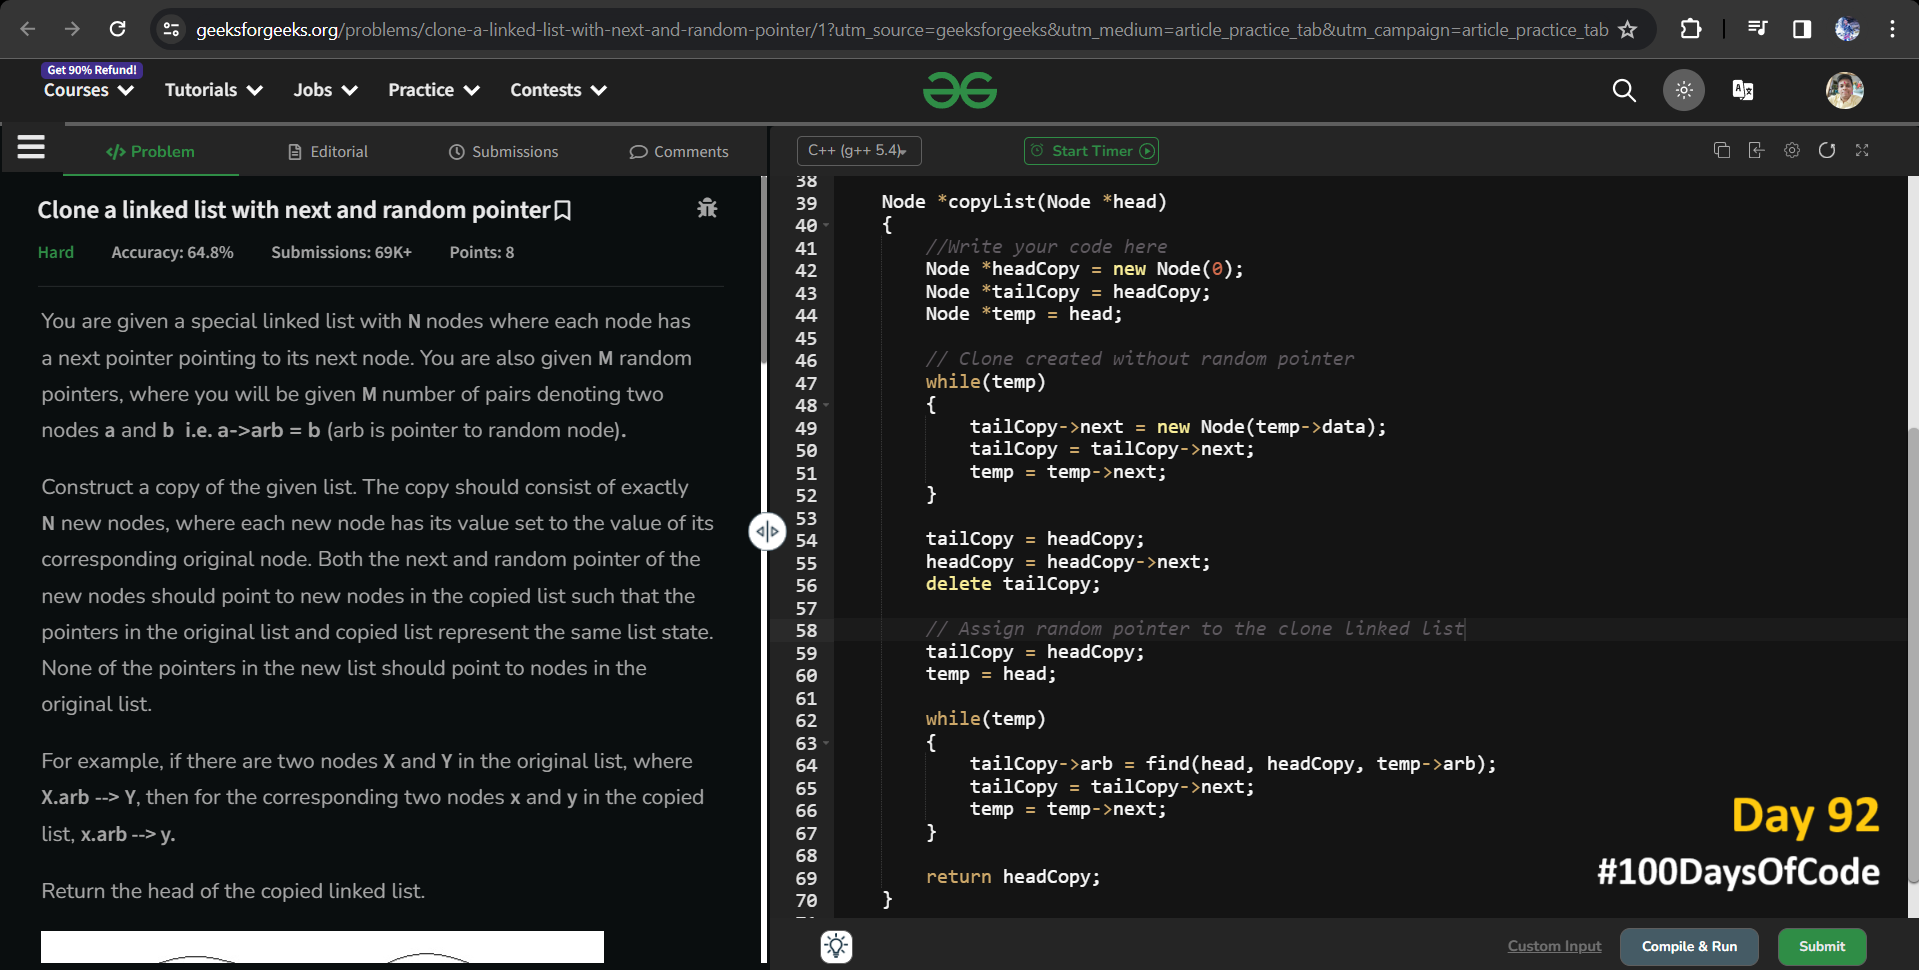 geeksforgeeks.org/problems/clone-a-linked-list-with-next-and-random-pointer/1?utm_source=geeksforgeeks&utm_medium=article_practice_tab&utm_campaign=article_practice_tab
Get 90% Refund!
Courses Tutorials Jobs Practice Contests
</> Problem Editorial Submissions Comments
C++ (g++ 5.4) Start Timer
Clone a linked list with next and random pointer
Hard Accuracy: 64.8% Submissions: 69K+ Points: 8
You are given a special linked list with N nodes where each node has
a next pointer pointing to its next node. You are also given M random
pointers, where you will be given M number of pairs denoting two
nodes a and b i.e. a->arb = b (arb is pointer to random node).
Construct a copy of the given list. The copy should consist of exactly
N new nodes, where each new node has its value set to the value of its
corresponding original node. Both the next and random pointer of the
new nodes should point to new nodes in the copied list such that the
pointers in the original list and copied list represent the same list state.
None of the pointers in the new list should point to nodes in the
original list.
For example, if there are two nodes X and Y in the original list, where
X.arb --> Y, then for the corresponding two nodes x and y in the copied
list, x.arb --> y.
Return the head of the copied linked list.
38
39 Node *copyList(Node *head)
40 {
41 //Write your code here
42 Node *headCopy = new Node(0);
43 Node *tailCopy = headCopy;
44 Node *temp = head;
45
46 // Clone created without random pointer
47 while(temp)
48 {
49 tailCopy->next = new Node(temp->data);
50 tailCopy = tailCopy->next;
51 temp = temp->next;
52 }
53
54 tailCopy = headCopy;
55 headCopy = headCopy->next;
56 delete tailCopy;
57
58 // Assign random pointer to the clone linked list
59 tailCopy = headCopy;
60 temp = head;
61
62 while(temp)
63 {
64 tailCopy->arb = find(head, headCopy, temp->arb);
65 tailCopy = tailCopy->next;
66 temp = temp->next;
67 }
68
69 return headCopy;
70 }
Day 92
#100DaysOfCode
Custom Input Compile & Run Submit